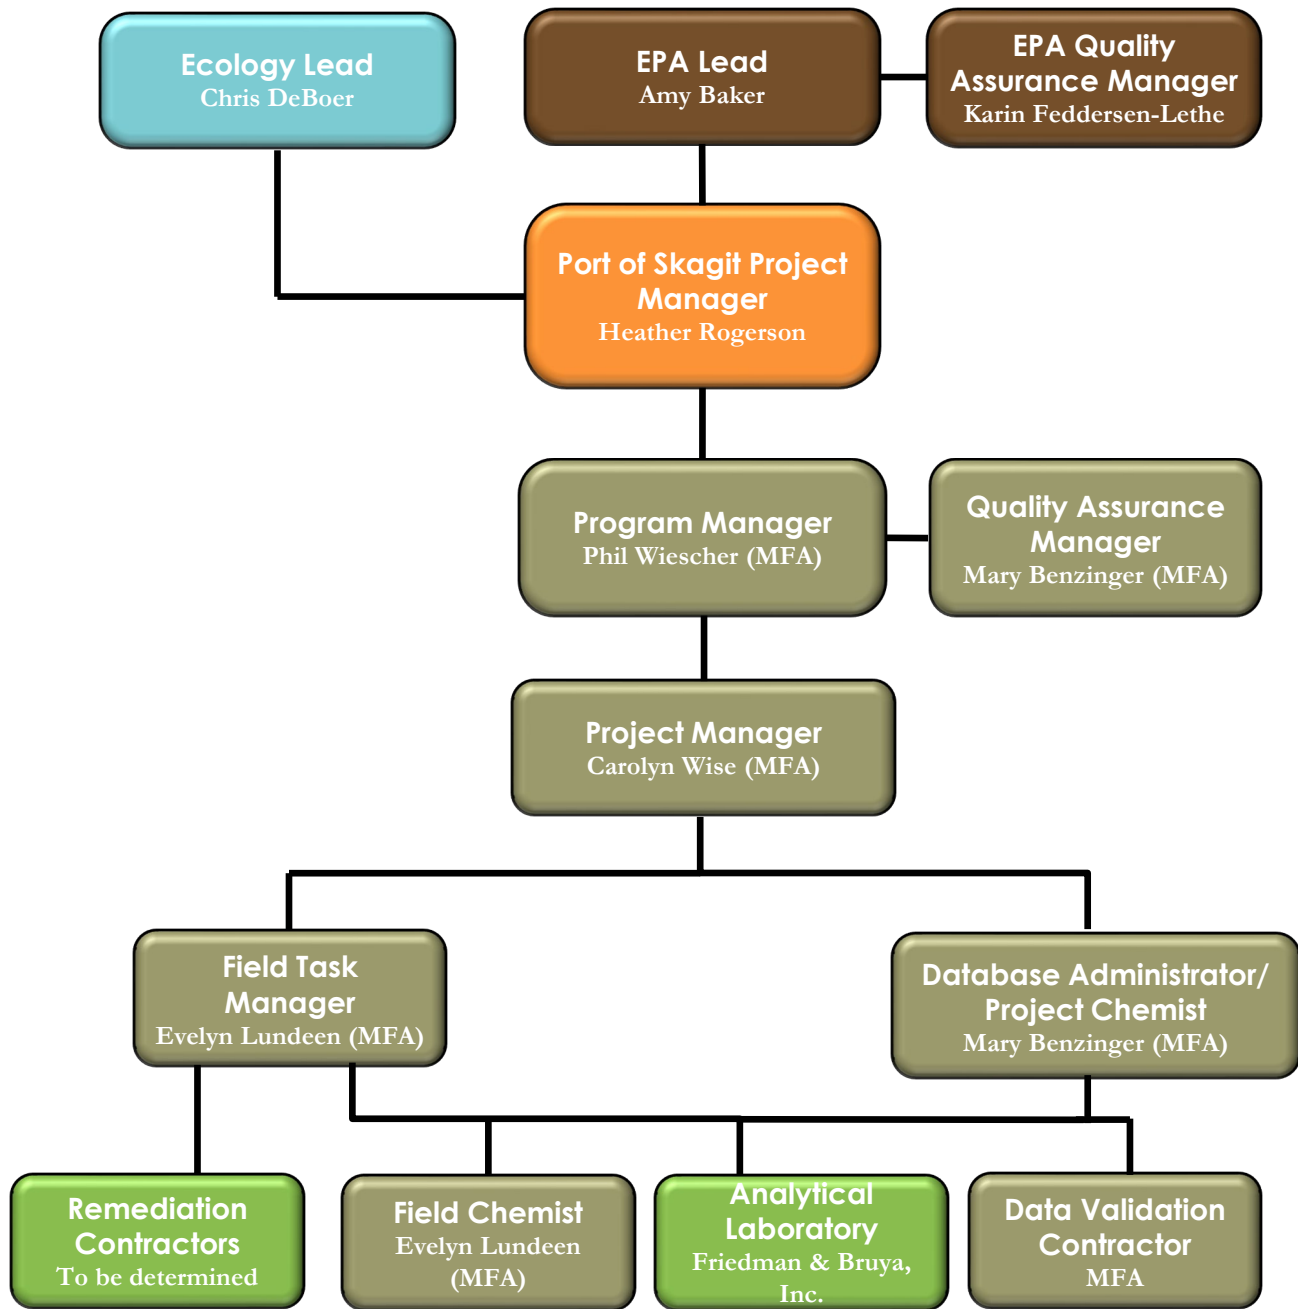 Ecology Lead
Chris DeBoer
EPA Lead
Amy Baker
EPA Quality
Assurance Manager
Karin Feddersen-Lethe
Port of Skagit Project
Manager
Heather Rogerson
Program Manager
Phil Wiescher (MFA)
Quality Assurance
Manager
Mary Benzinger (MFA)
Project Manager
Carolyn Wise (MFA)
Field Task
Manager
Evelyn Lundeen (MFA)
Database Administrator/
Project Chemist
Mary Benzinger (MFA)
Remediation
Contractors
To be determined
Field Chemist
Evelyn Lundeen
(MFA)
Analytical
Laboratory
Friedman & Bruya,
Inc.
Data Validation
Contractor
MFA